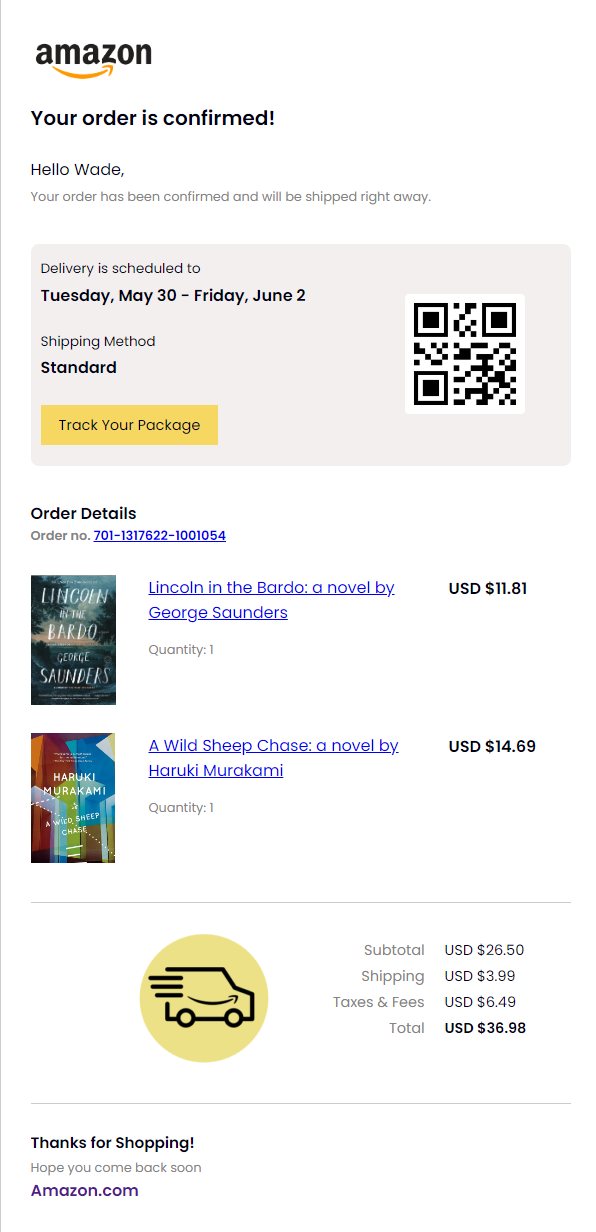 amazon
Your order is confirmed!
Hello Wade,
Your order has been confirmed and will be shipped right away.
Delivery is scheduled to
Tuesday, May 30 - Friday, June 2
Shipping Method
Standard
Track Your Package
Order Details
Order no. 701-1317622-1001054
LINCOLN
IN THE
BARDO
GEORGE
SAUNDERS
Lincoln in the Bardo: a novel by
George Saunders
USD $11.81
Quantity: 1
HARUKI
MURAKAMI
A WILD SHEEP
CHASE
A Wild Sheep Chase: a novel by
Haruki Murakami
USD $14.69
Quantity: 1
Subtotal USD $26.50
Shipping USD $3.99
Taxes & Fees USD $6.49
Total USD $36.98
Thanks for Shopping!
Hope you come back soon
Amazon.com